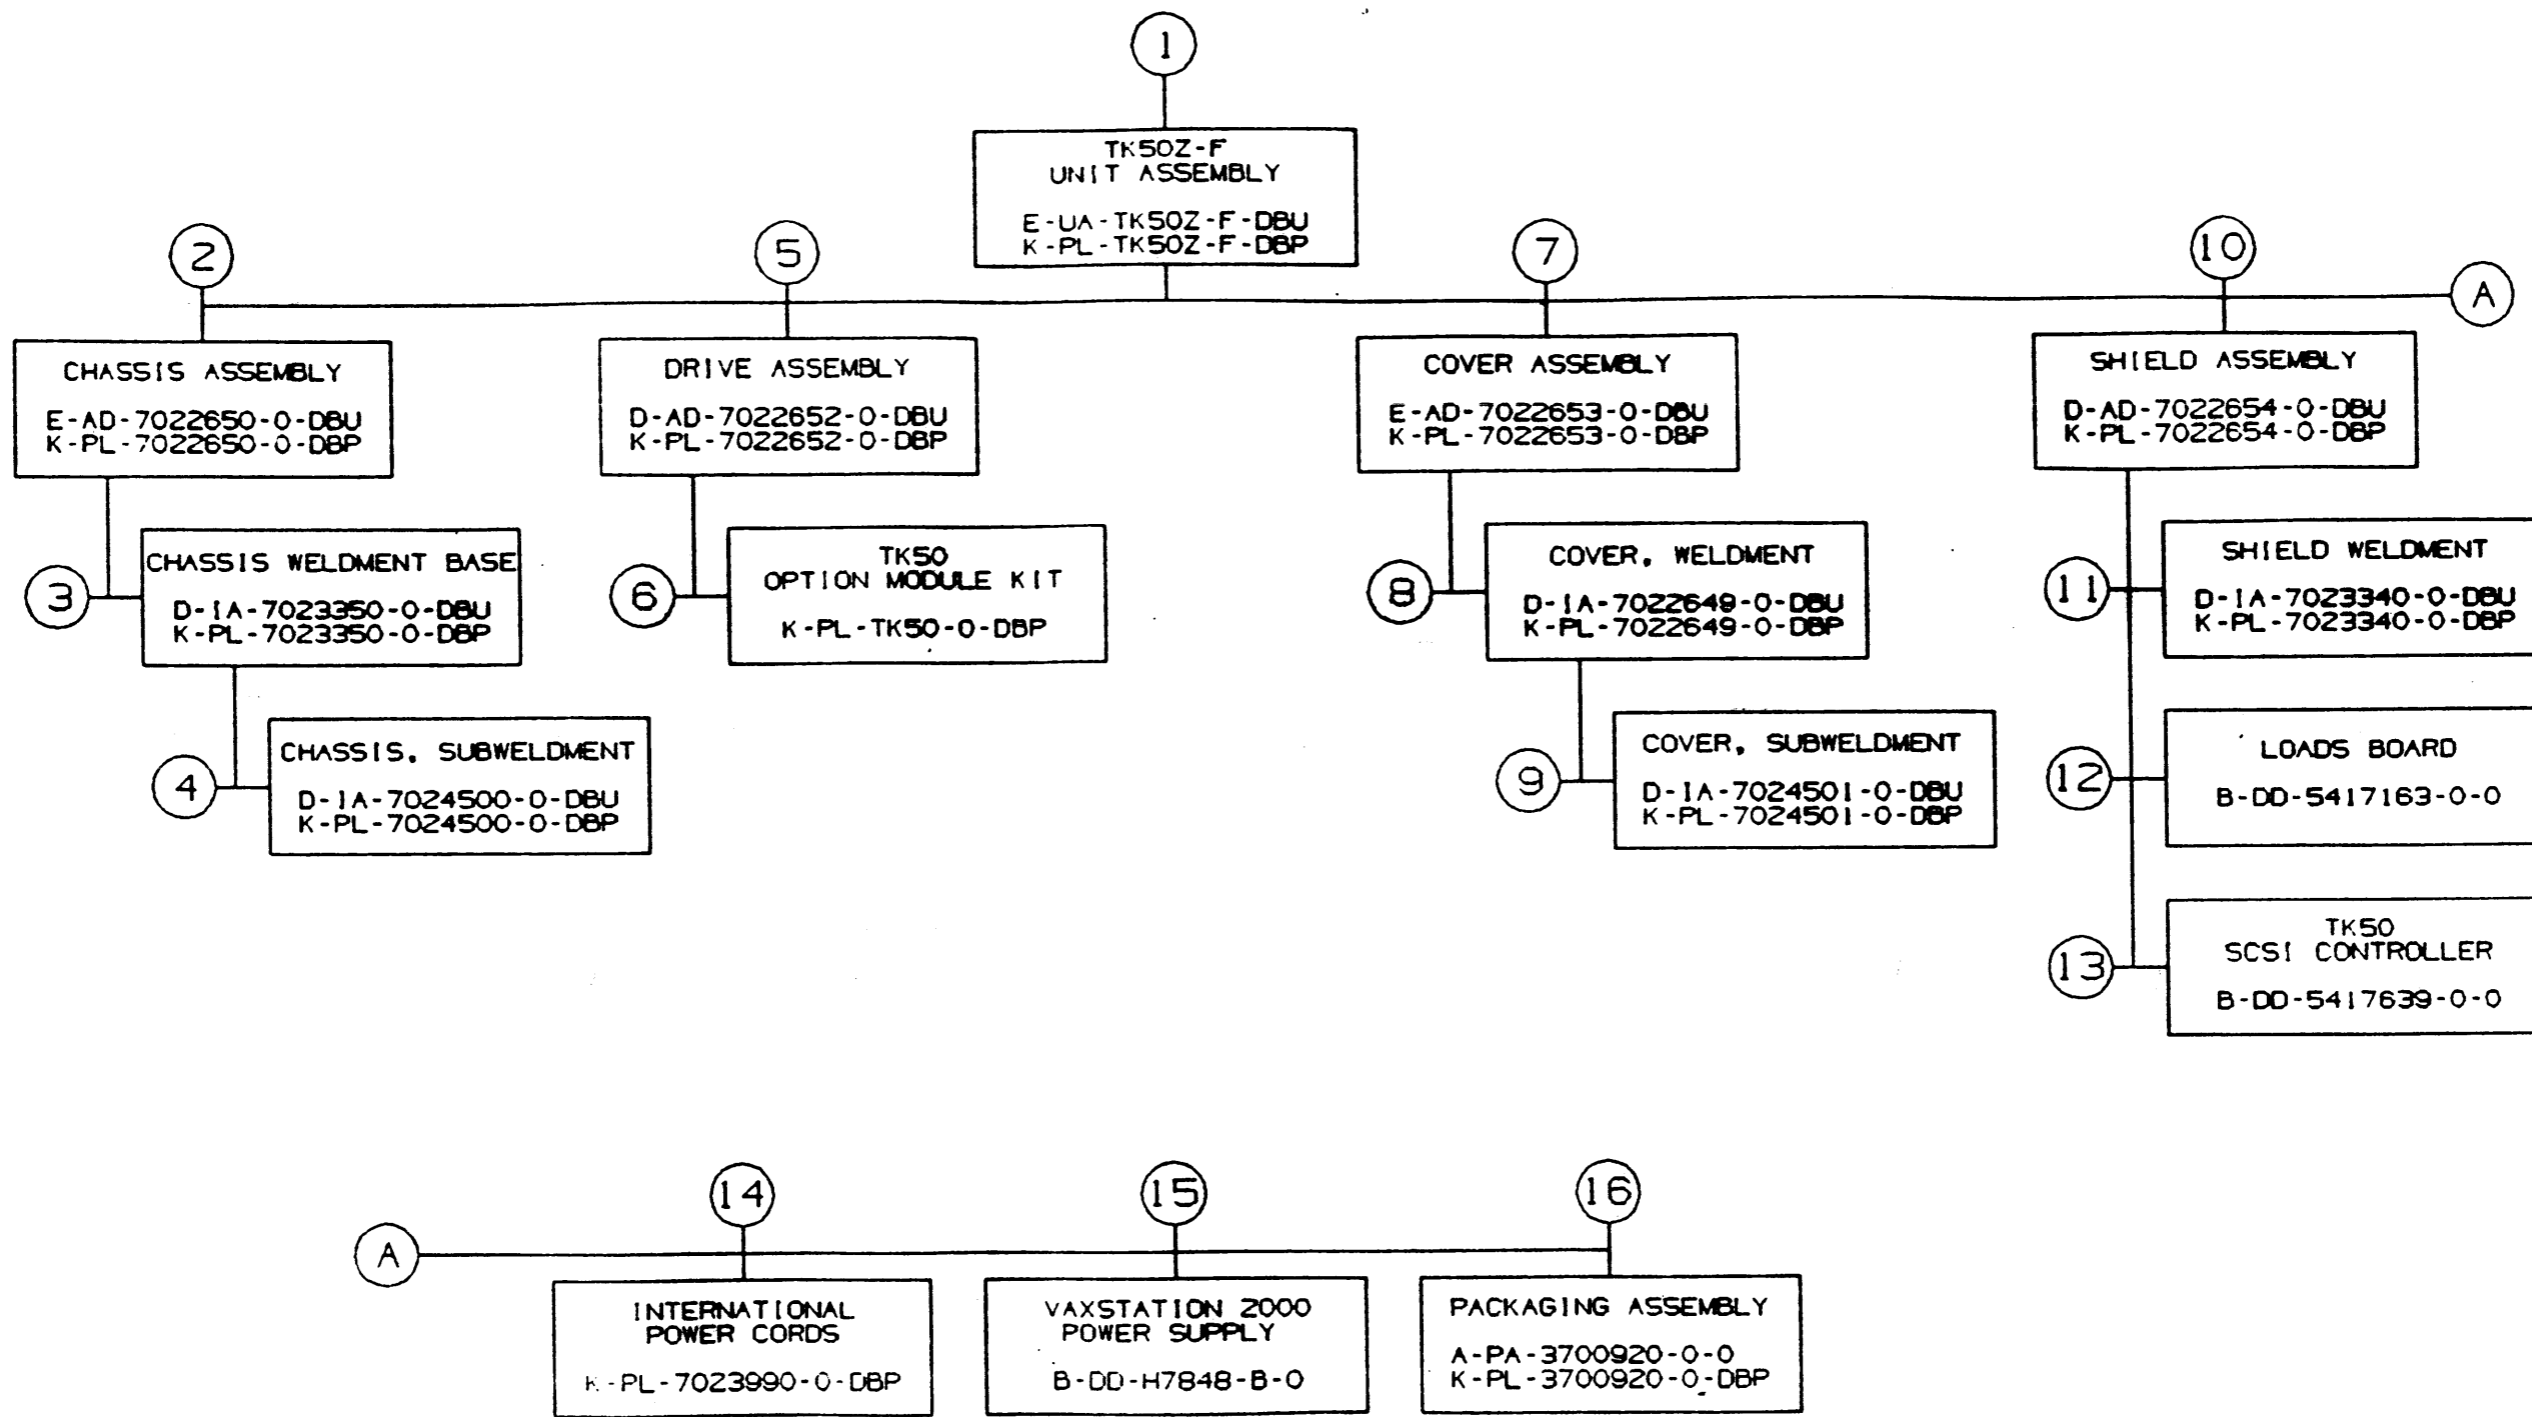 1
TK50Z-F
UNIT ASSEMBLY
E-UA-TK50Z-F-DBU
K-PL-TK50Z-F-DBP
2
CHASSIS ASSEMBLY
E-AD-7022650-0-DBU
K-PL-7022650-0-DBP
3
CHASSIS WELDMENT BASE
D-IA-7023350-0-DBU
K-PL-7023350-0-DBP
4
CHASSIS, SUBWELDMENT
D-IA-7024500-0-DBU
K-PL-7024500-0-DBP
5
DRIVE ASSEMBLY
D-AD-7022652-0-DBU
K-PL-7022652-0-DBP
6
TK50
OPTION MODULE KIT
K-PL-TK50-0-DBP
7
COVER ASSEMBLY
E-AD-7022653-0-DBU
K-PL-7022653-0-DBP
8
COVER, WELDMENT
D-IA-7022649-0-DBU
K-PL-7022649-0-DBP
9
COVER, SUBWELDMENT
D-IA-7024501-0-DBU
K-PL-7024501-0-DBP
10
SHIELD ASSEMBLY
D-AD-7022654-0-DBU
K-PL-7022654-0-DBP
11
SHIELD WELDMENT
D-IA-7023340-0-DBU
K-PL-7023340-0-DBP
12
LOADS BOARD
B-DD-5417163-0-0
13
TK50
SCSI CONTROLLER
B-DD-5417639-0-0
A
A
14
INTERNATIONAL
POWER CORDS
K-PL-7023990-0-DBP
15
VAXSTATION 2000
POWER SUPPLY
B-DD-H7848-B-0
16
PACKAGING ASSEMBLY
A-PA-3700920-0-0
K-PL-3700920-0-DBP